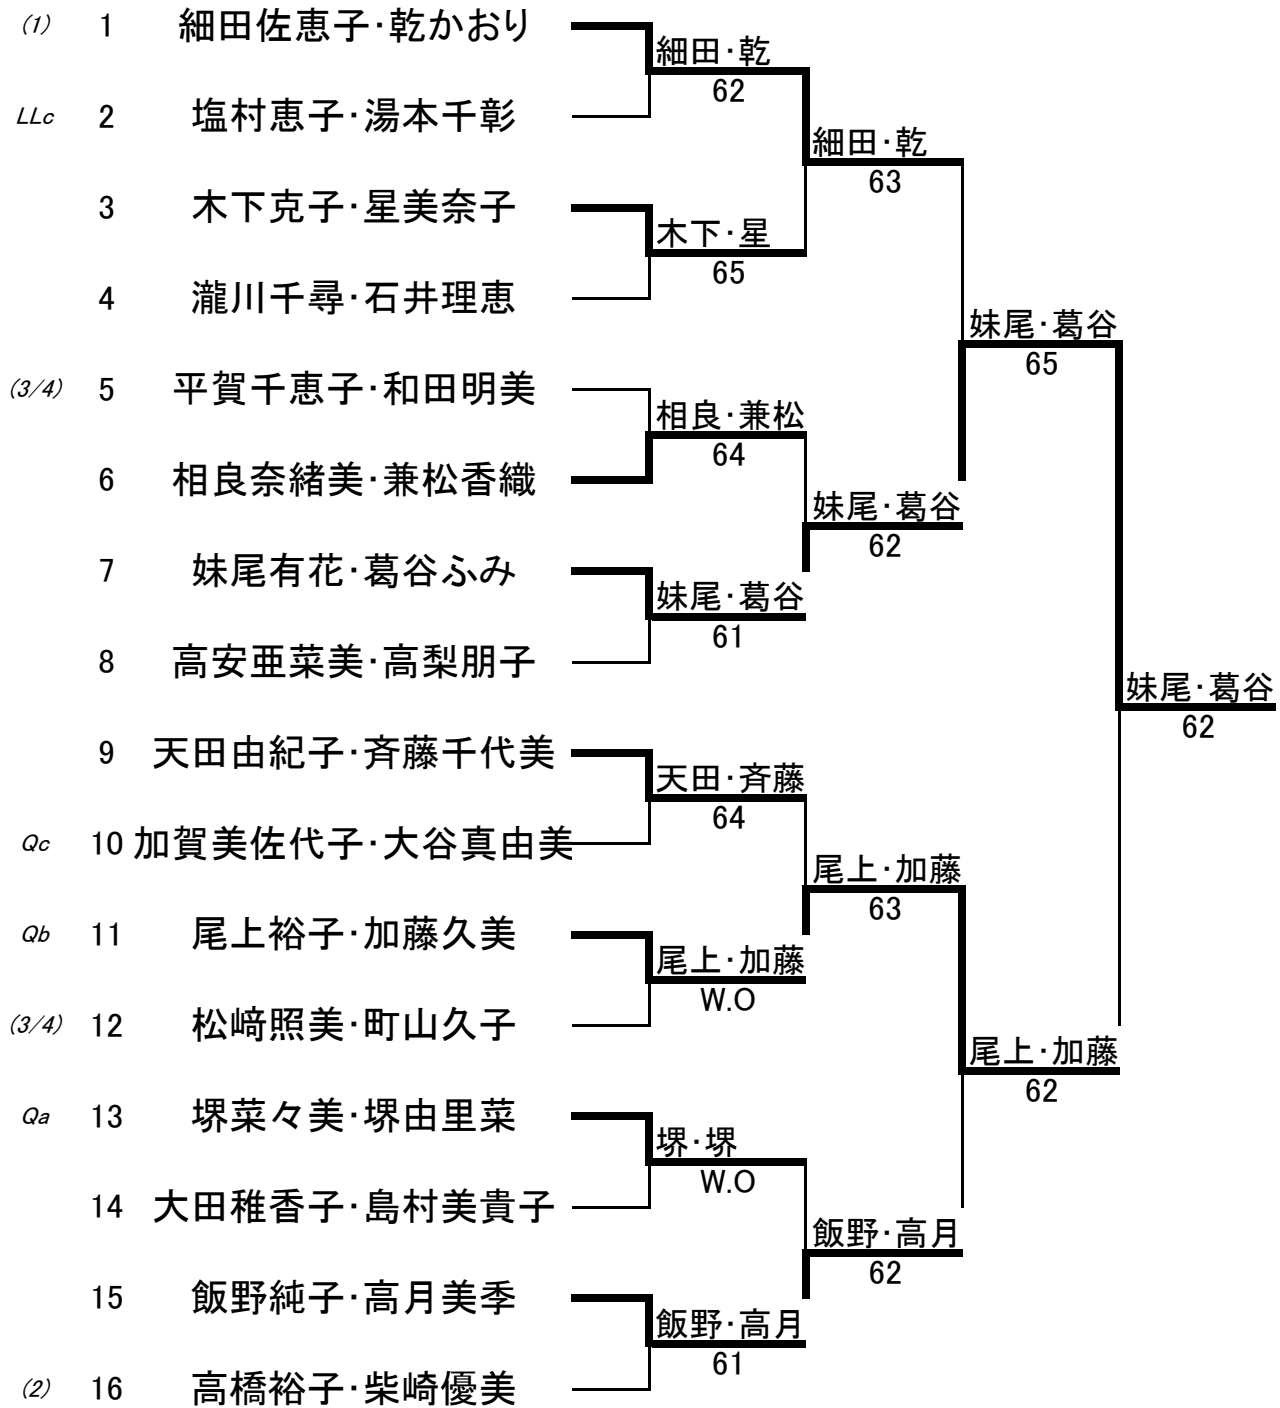 (1) 1 細田佐恵子・乾かおり
細田・乾
62
LLc 2 塩村恵子・湯本千彰
細田・乾
63
3 木下克子・星美奈子
木下・星
65
4 瀧川千尋・石井理恵
妹尾・葛谷
65
(3/4) 5 平賀千恵子・和田明美
相良・兼松
64
6 相良奈緒美・兼松香織
妹尾・葛谷
62
7 妹尾有花・葛谷ふみ
妹尾・葛谷
61
8 高安亜菜美・高梨朋子
妹尾・葛谷
62
9 天田由紀子・斉藤千代美
天田・斉藤
64
Qc 10 加賀美佐代子・大谷真由美
尾上・加藤
63
Qb 11 尾上裕子・加藤久美
尾上・加藤
W.O
(3/4) 12 松﨑照美・町山久子
尾上・加藤
62
Qa 13 堺菜々美・堺由里菜
堺・堺
W.O
14 大田稚香子・島村美貴子
飯野・高月
62
15 飯野純子・高月美季
飯野・高月
61
(2) 16 高橋裕子・柴崎優美